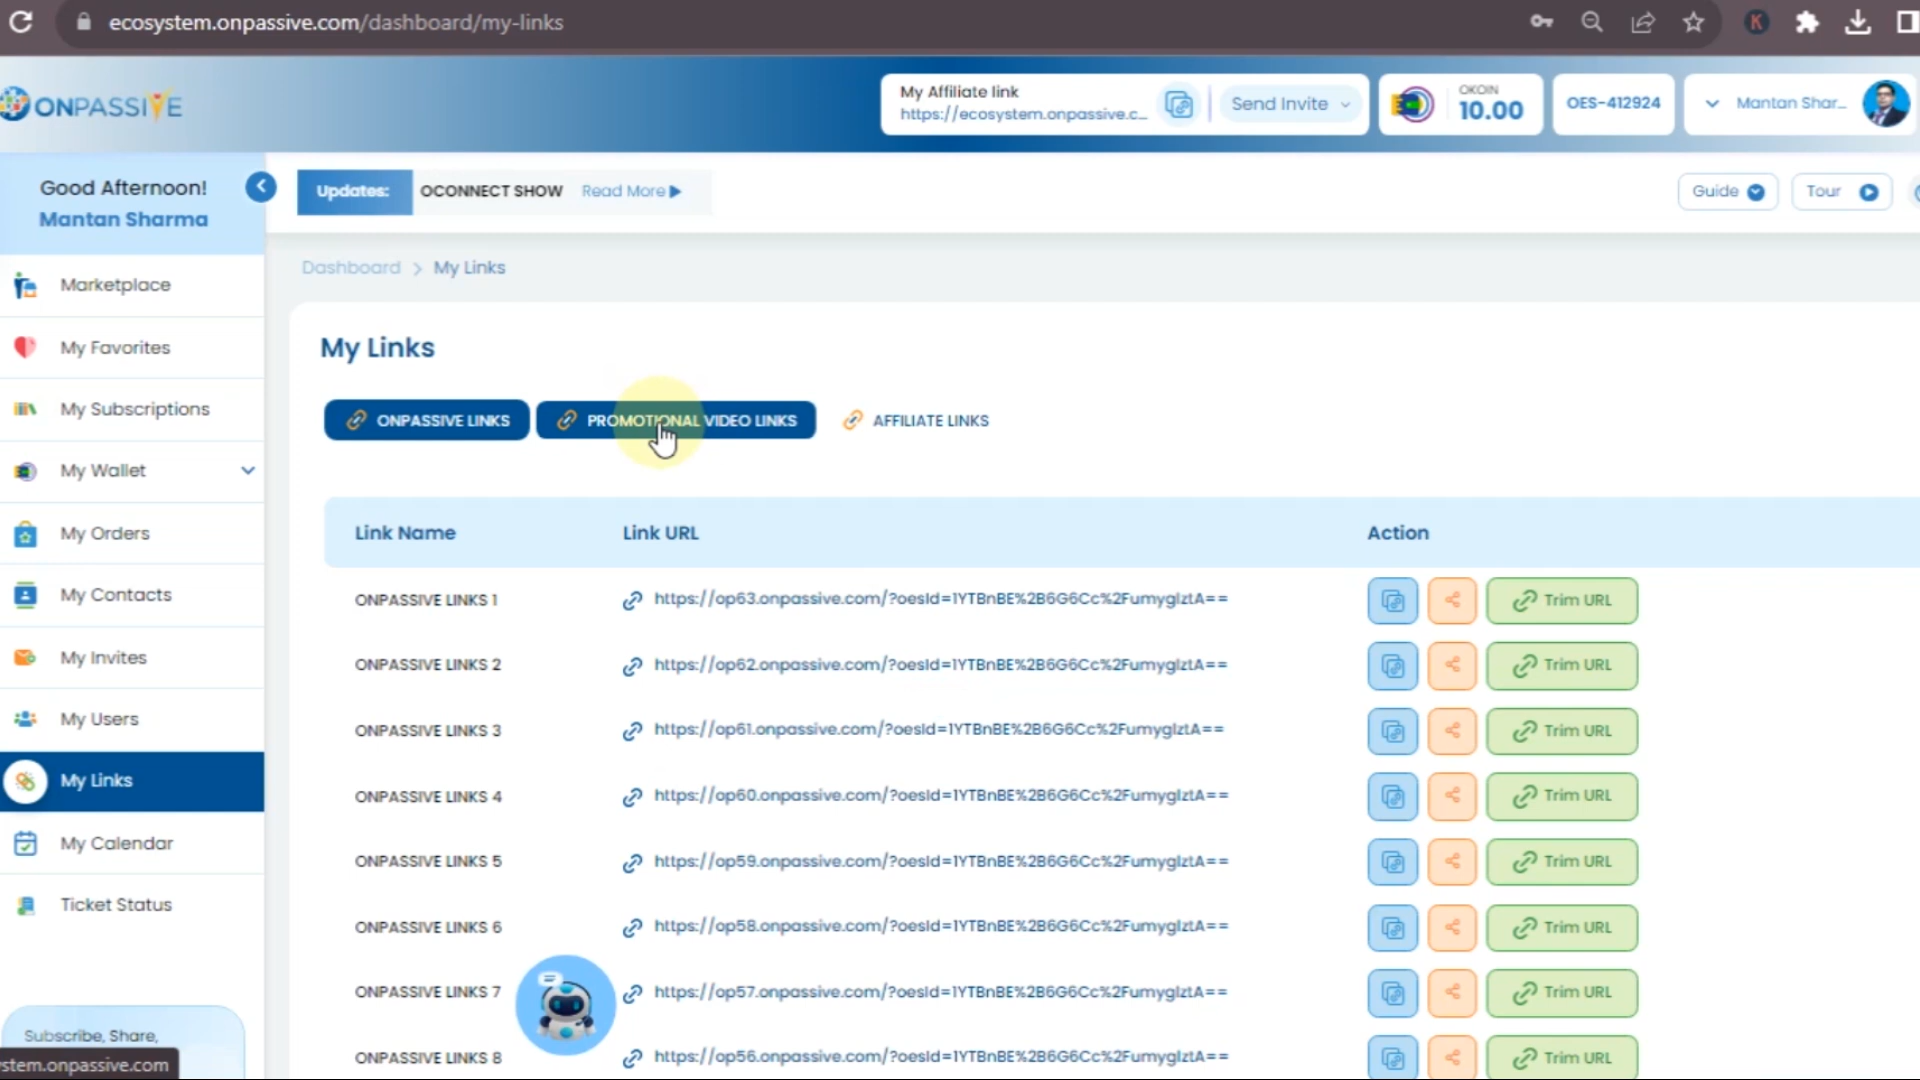 ecosystem.onpassive.com/dashboard/my-links
K
ONPASSIVE
My Affiliate link
https://ecosystem.onpassive.c...
Send Invite
OKOIN
10.00
OES-412924
Mantan Shar...
Good Afternoon!
Mantan Sharma
Updates:
OCONNECT SHOW
Read More
Guide
Tour
Dashboard > My Links
Marketplace
My Favorites
My Subscriptions
My Wallet
My Orders
My Contacts
My Invites
My Users
My Links
My Calendar
Ticket Status
Subscribe, Share,
stem.onpassive.com
My Links
ONPASSIVE LINKS
PROMOTIONAL VIDEO LINKS
AFFILIATE LINKS
Link Name Link URL Action
ONPASSIVE LINKS 1 https://op63.onpassive.com/?oesId=1YTBnBE%2B6G6Cc%2FumyglztA== Trim URL
ONPASSIVE LINKS 2 https://op62.onpassive.com/?oesId=1YTBnBE%2B6G6Cc%2FumyglztA== Trim URL
ONPASSIVE LINKS 3 https://op61.onpassive.com/?oesId=1YTBnBE%2B6G6Cc%2FumyglztA== Trim URL
ONPASSIVE LINKS 4 https://op60.onpassive.com/?oesId=1YTBnBE%2B6G6Cc%2FumyglztA== Trim URL
ONPASSIVE LINKS 5 https://op59.onpassive.com/?oesId=1YTBnBE%2B6G6Cc%2FumyglztA== Trim URL
ONPASSIVE LINKS 6 https://op58.onpassive.com/?oesId=1YTBnBE%2B6G6Cc%2FumyglztA== Trim URL
ONPASSIVE LINKS 7 https://op57.onpassive.com/?oesId=1YTBnBE%2B6G6Cc%2FumyglztA== Trim URL
ONPASSIVE LINKS 8 https://op56.onpassive.com/?oesId=1YTBnBE%2B6G6Cc%2FumyglztA== Trim URL